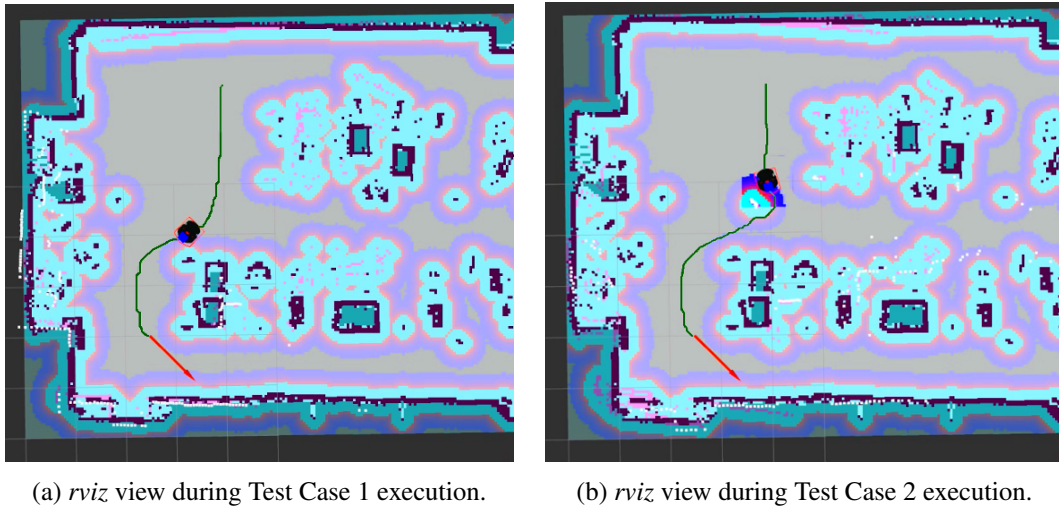 (a) rviz view during Test Case 1 execution.
(b) rviz view during Test Case 2 execution.